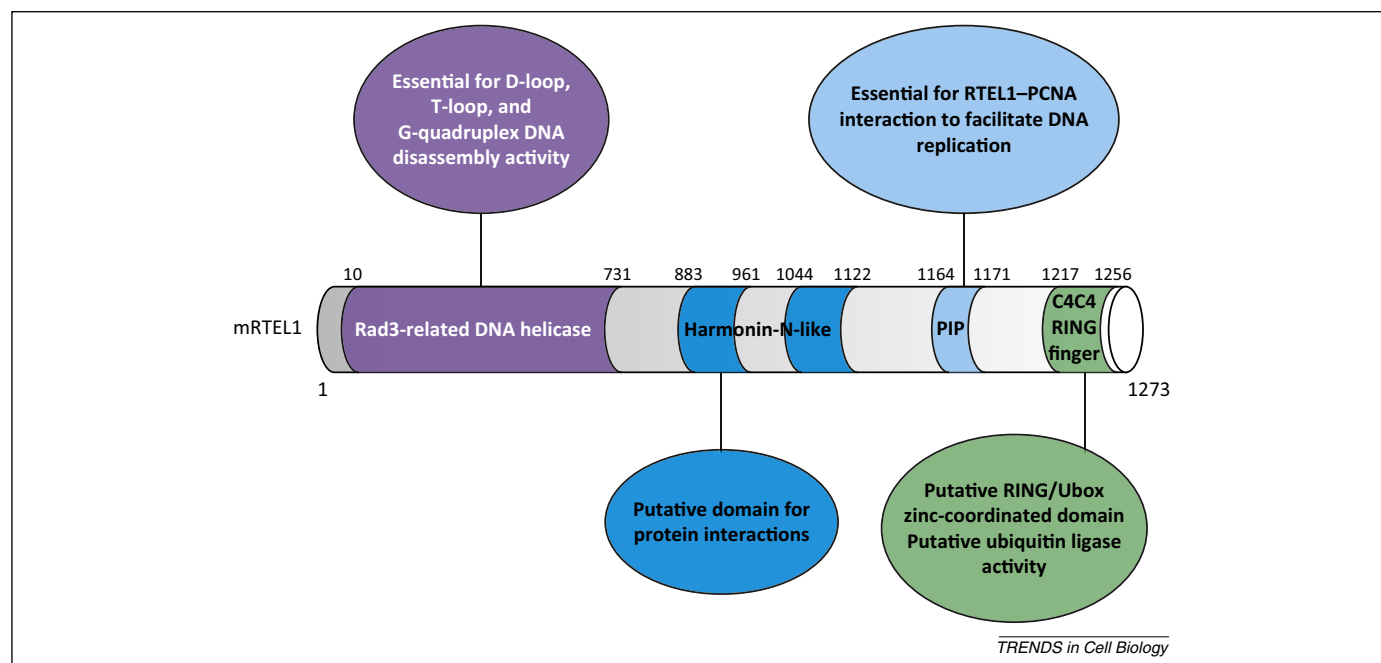 Essential for D-loop,
T-loop, and
G-quadruplex DNA
disassembly activity
Essential for RTEL1–PCNA
interaction to facilitate DNA
replication
10 731 883 961 1044 1122 1164 1171 1217 1256
mRTEL1
Rad3-related DNA helicase
Harmonin-N-like
PIP
C4C4
RING
finger
1 1273
Putative domain for
protein interactions
Putative RING/Ubox
zinc-coordinated domain
Putative ubiquitin ligase
activity
TRENDS in Cell Biology